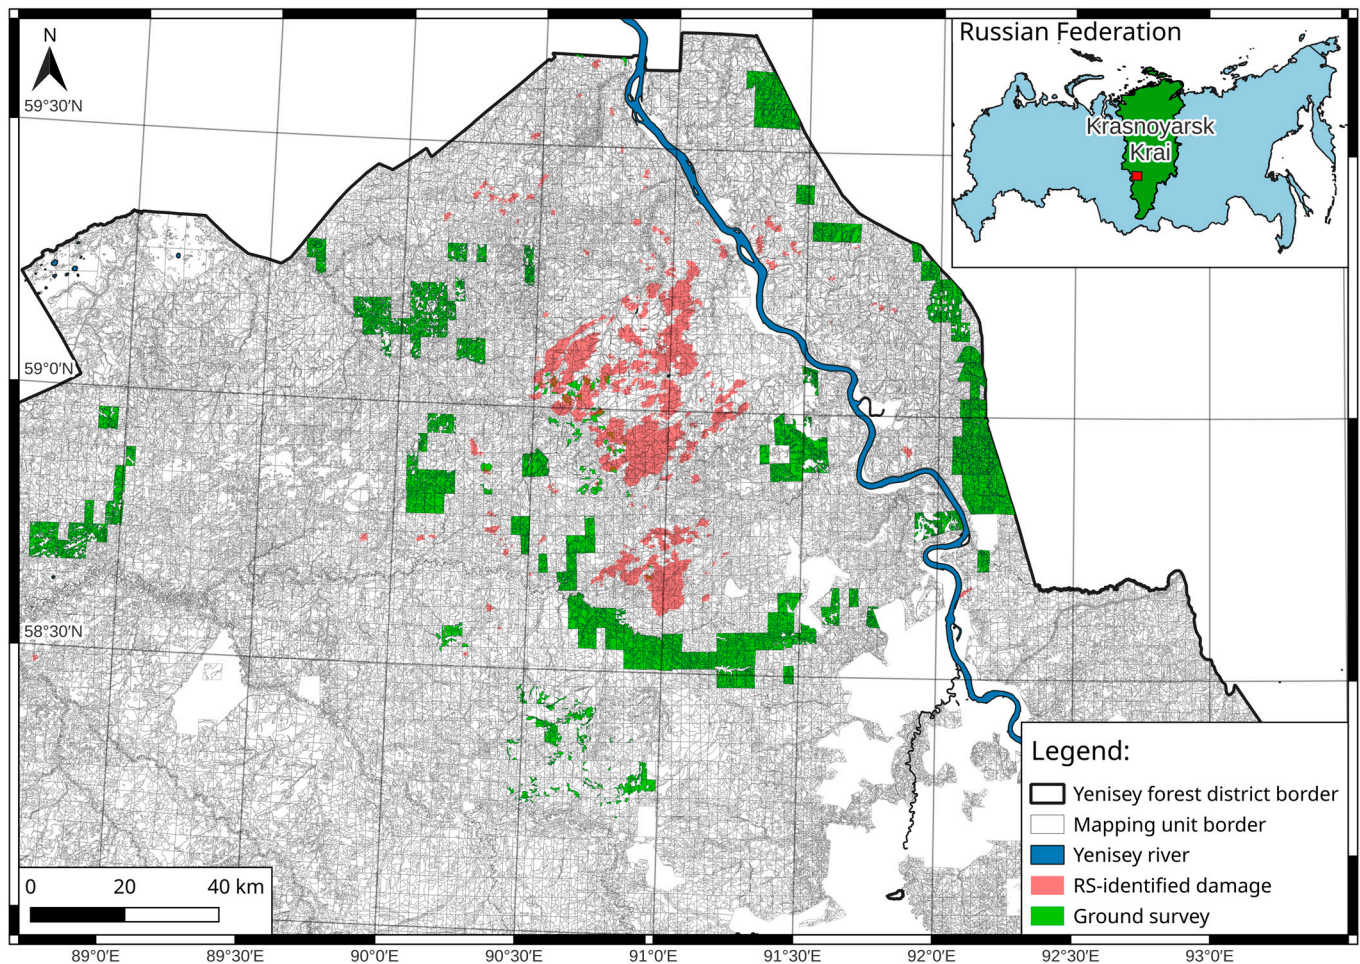 Russian Federation
Krasnoyarsk
Krai
N
59°30′N
59°0′N
58°30′N
Legend:
Yenisey forest district border
Mapping unit border
Yenisey river
RS-identified damage
Ground survey
0 20 40 km
89°0′E 89°30′E 90°0′E 90°30′E 91°0′E 91°30′E 92°0′E 92°30′E 93°0′E